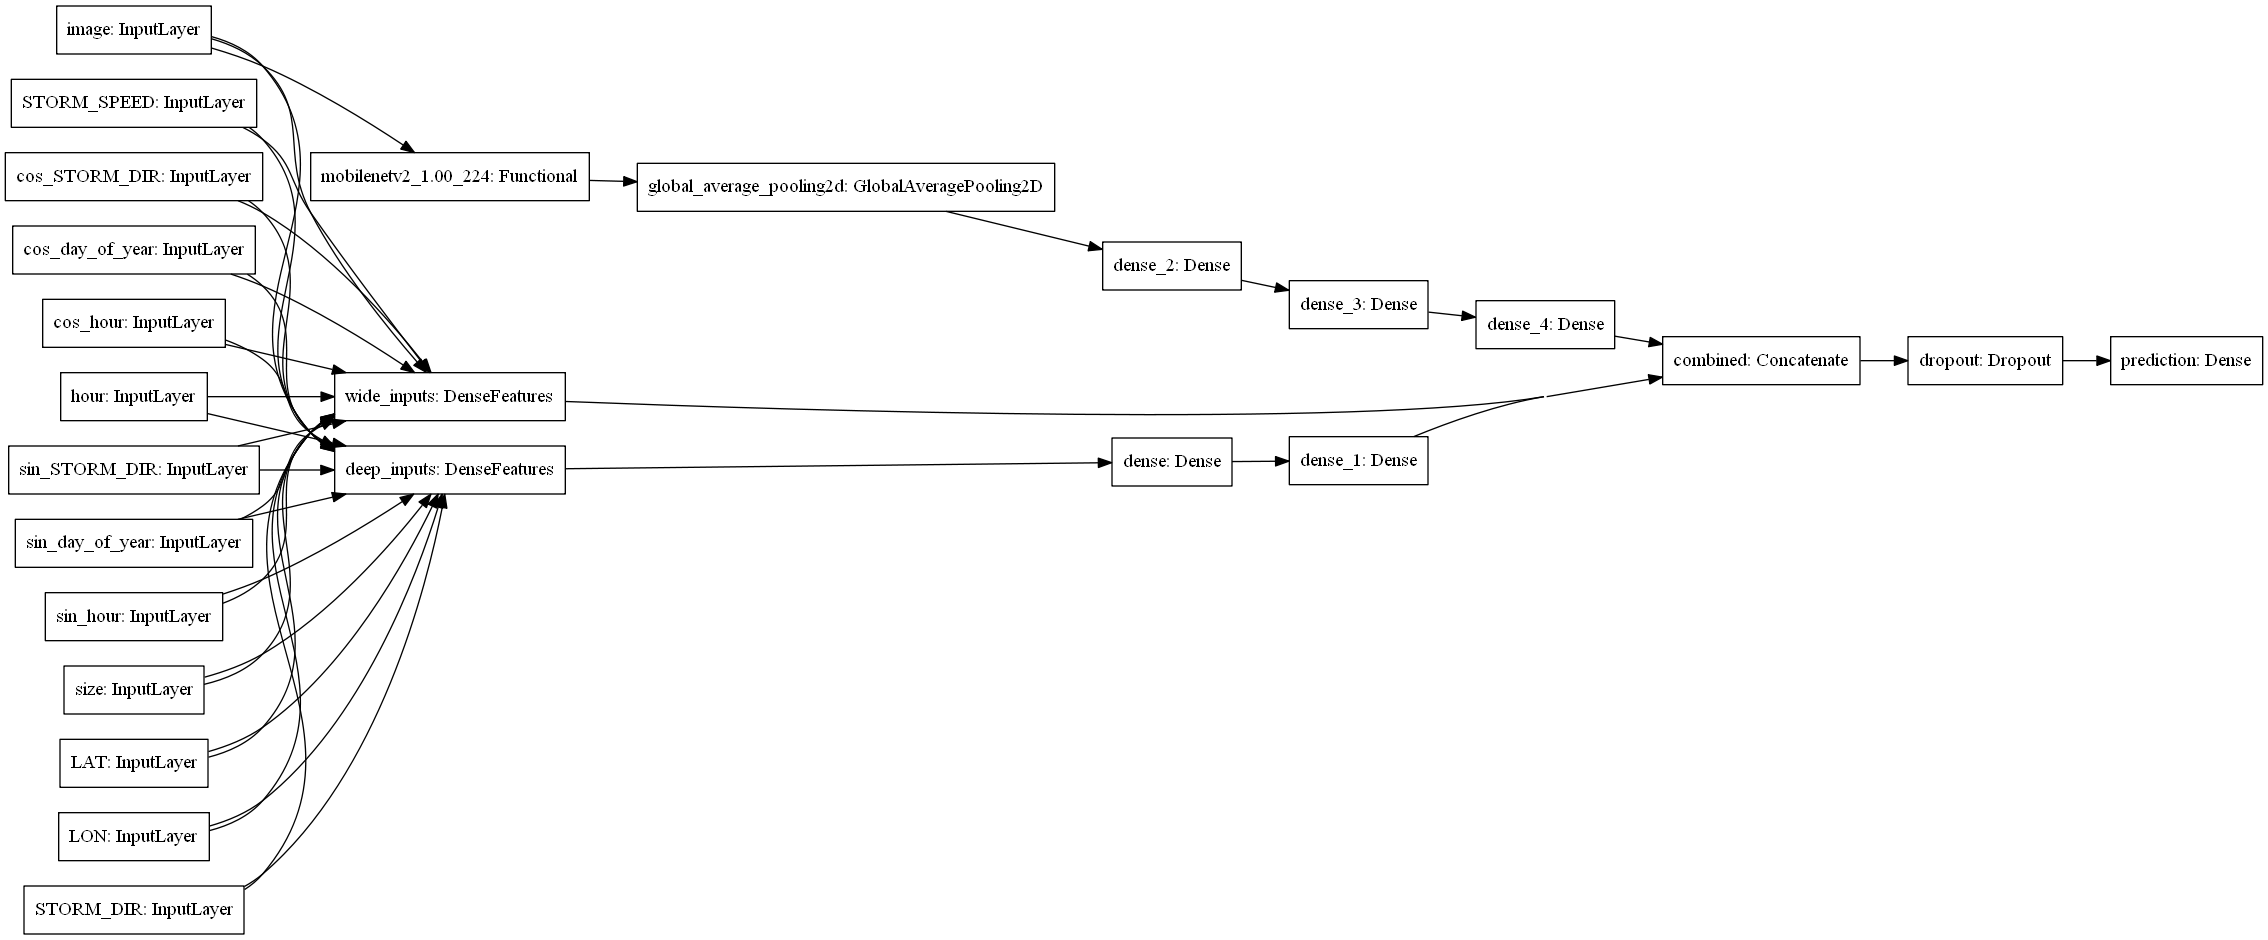 image: InputLayer
STORM_SPEED: InputLayer
cos_STORM_DIR: InputLayer
cos_day_of_year: InputLayer
cos_hour: InputLayer
hour: InputLayer
sin_STORM_DIR: InputLayer
sin_day_of_year: InputLayer
sin_hour: InputLayer
size: InputLayer
LAT: InputLayer
LON: InputLayer
STORM_DIR: InputLayer
mobilenetv2_1.00_224: Functional
wide_inputs: DenseFeatures
deep_inputs: DenseFeatures
global_average_pooling2d: GlobalAveragePooling2D
dense_2: Dense
dense: Dense
dense_3: Dense
dense_1: Dense
dense_4: Dense
combined: Concatenate
dropout: Dropout
prediction: Dense